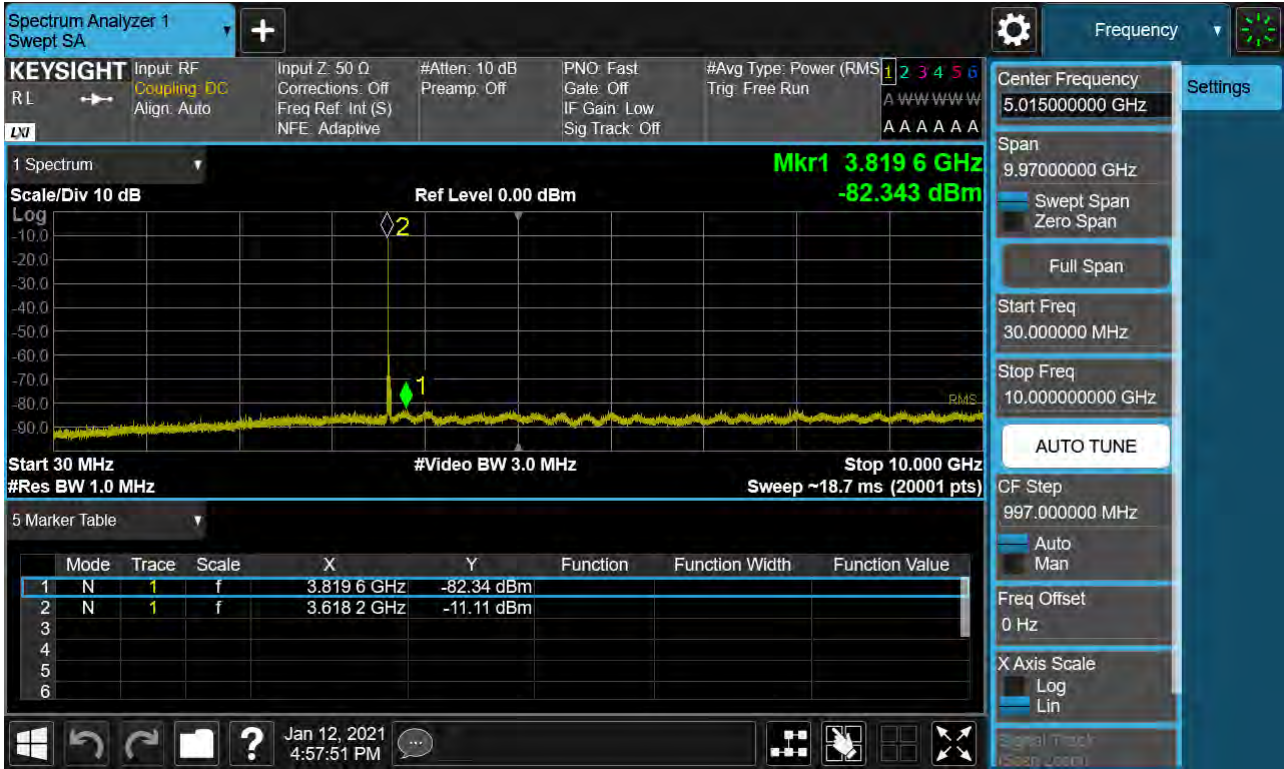 Spectrum Analyzer 1
Swept SA
+
Frequency
KEYSIGHT
RL
LXI
Input: RF
Coupling: DC
Align: Auto
Input Z: 50 Ω
Corrections: Off
Freq Ref: Int (S)
NFE: Adaptive
#Atten: 10 dB
Preamp: Off
PNO: Fast
Gate: Off
IF Gain: Low
Sig Track: Off
#Avg Type: Power (RMS
Trig: Free Run
1 2 3 4 5 6
A W W W W W
A A A A A A
1 Spectrum
Mkr1 3.819 6 GHz
Scale/Div 10 dB
Ref Level 0.00 dBm
-82.343 dBm
Log
-10.0
-20.0
-30.0
-40.0
-50.0
-60.0
-70.0
-80.0
-90.0
2
1
RMS
Start 30 MHz
#Video BW 3.0 MHz
Stop 10.000 GHz
#Res BW 1.0 MHz
Sweep ~18.7 ms (20001 pts)
5 Marker Table
Mode Trace Scale X Y Function Function Width Function Value
1 N 1 f 3.819 6 GHz -82.34 dBm
2 N 1 f 3.618 2 GHz -11.11 dBm
3
4
5
6
Jan 12, 2021
4:57:51 PM
?
Center Frequency
5.015000000 GHz
Settings
Span
9.97000000 GHz
Swept Span
Zero Span
Full Span
Start Freq
30.000000 MHz
Stop Freq
10.000000000 GHz
AUTO TUNE
CF Step
997.000000 MHz
Auto
Man
Freq Offset
0 Hz
X Axis Scale
Log
Lin
Signal Track
(Span Zoom)